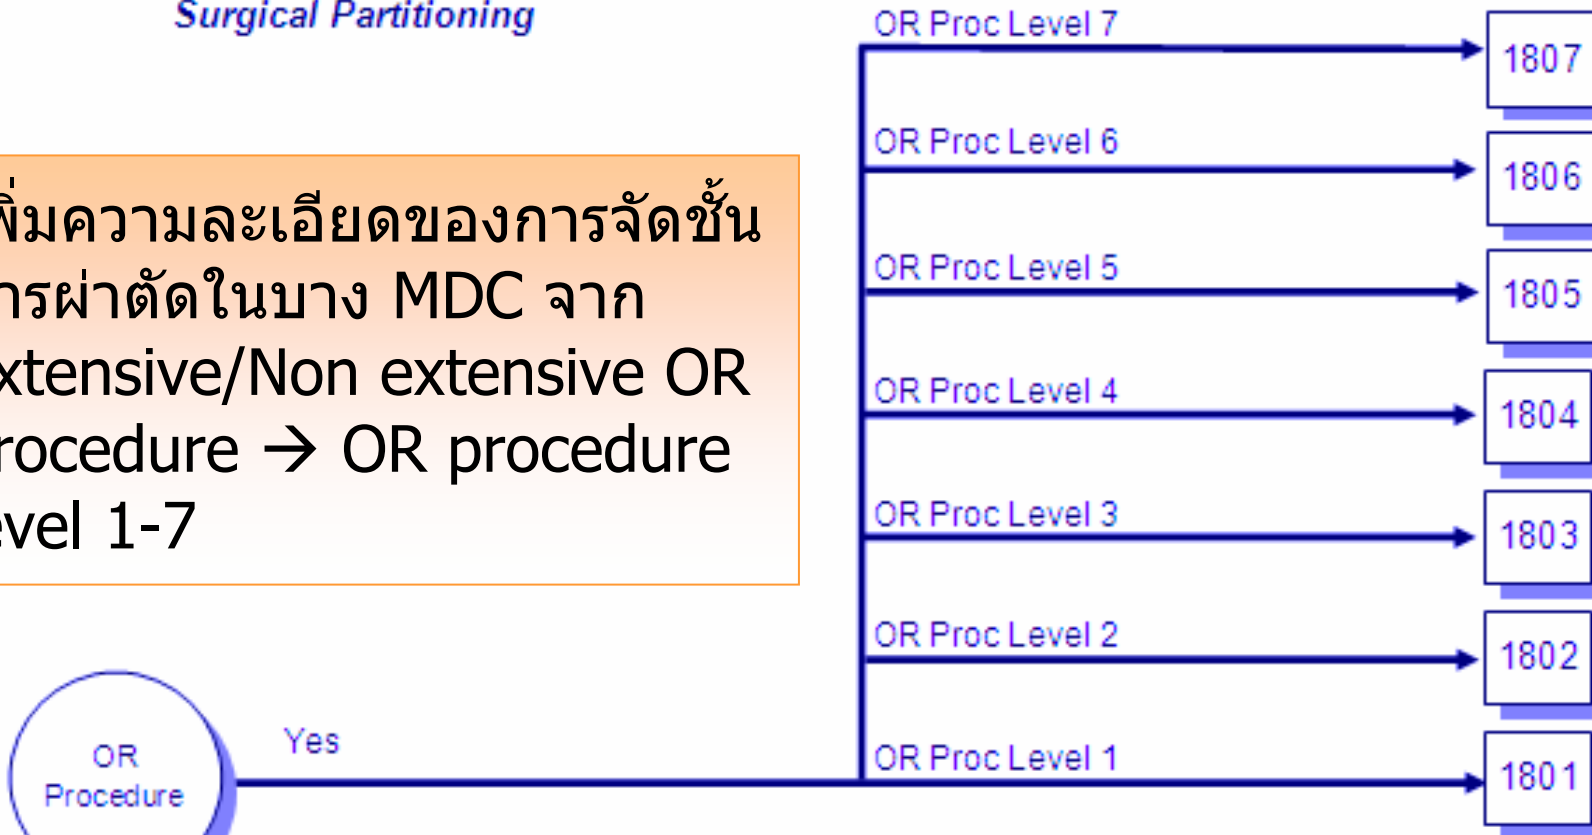 Surgical Partitioning
พิ่มความละเอียดของการจัดชั้น
ารผ่าตัดในบาง MDC จาก
xtensive/Non extensive OR
rocedure → OR procedure
evel 1-7
OR Proc Level 7
1807
OR Proc Level 6
1806
OR Proc Level 5
1805
OR Proc Level 4
1804
OR Proc Level 3
1803
OR Proc Level 2
1802
OR Proc Level 1
1801
OR
Procedure
Yes